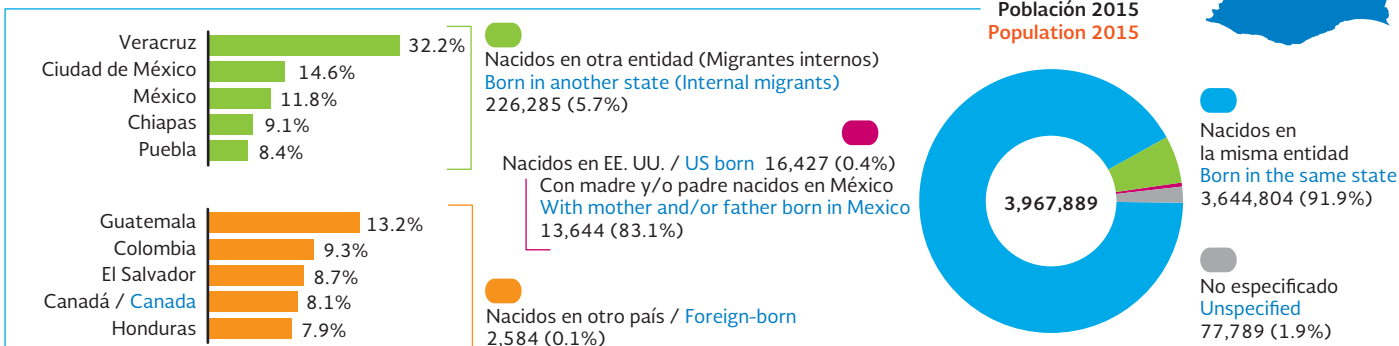 Población 2015
Population 2015
Veracruz 32.2%
Ciudad de México 14.6%
México 11.8%
Chiapas 9.1%
Puebla 8.4%
Nacidos en otra entidad (Migrantes internos)
Born in another state (Internal migrants)
226,285 (5.7%)
Nacidos en EE. UU. / US born 16,427 (0.4%)
Con madre y/o padre nacidos en México
With mother and/or father born in Mexico
13,644 (83.1%)
Guatemala 13.2%
Colombia 9.3%
El Salvador 8.7%
Canadá / Canada 8.1%
Honduras 7.9%
Nacidos en otro país / Foreign-born
2,584 (0.1%)
3,967,889
Nacidos en
la misma entidad
Born in the same state
3,644,804 (91.9%)
No especificado
Unspecified
77,789 (1.9%)